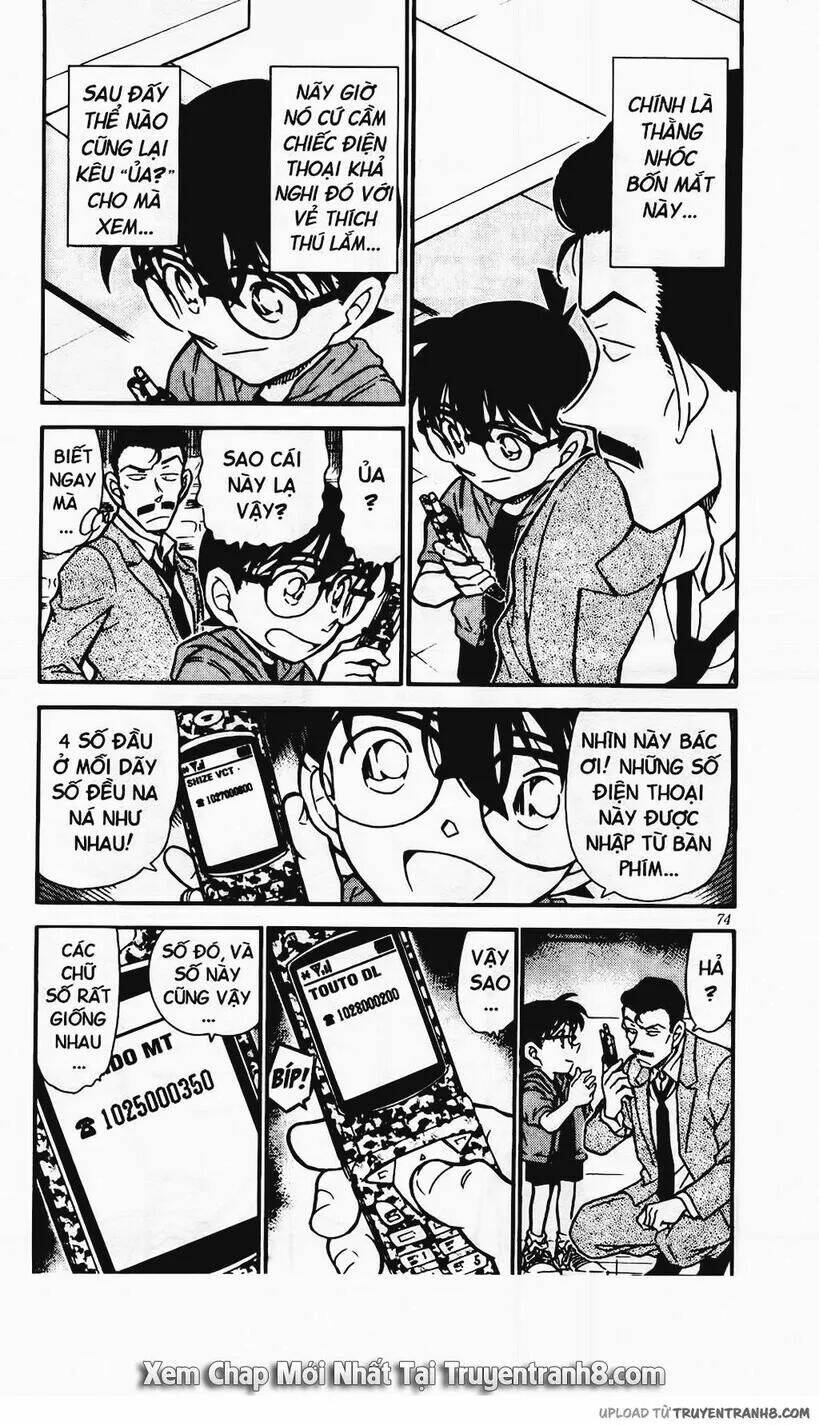 CHÍNH LÀ
THẰNG
NHÓC
BỐN MẮT
NÀY...
NÃY GIỜ
NÓ CỨ CẦM
CHIẾC ĐIỆN
THOẠI KHẢ
NGHI ĐÓ VỚI
VẺ THÍCH
THÚ LẮM...
SAU ĐẤY
THỂ NÀO
CŨNG LẠI
KÊU “ỦA?”
CHO MÀ
XEM...
ỦA
?
SAO CÁI
NÀY LẠ
VẬY?
BIẾT
NGAY
MÀ
...
NHÌN NÀY BÁC
ƠI! NHỮNG SỐ
ĐIỆN THOẠI
NÀY ĐƯỢC
NHẬP TỪ BÀN
PHÍM...
SHIZE VCT
☎1027000600
4 SỐ ĐẦU
Ở MỖI DÃY
SỐ ĐỀU NA
NÁ NHƯ
NHAU!
74
HẢ
?
VẬY
SAO
...
TOUTO DL
☎1028000200
BÍP!
SỐ ĐÓ, VÀ
SỐ NÀY
CŨNG VẬY
...
DO MT
☎1025000350
CÁC
CHỮ
SỐ RẤT
GIỐNG
NHAU
...
Xem Chap Mới Nhất Tại Truyentranh8.com
UPLOAD TỪ TRUYENTRANH8.COM